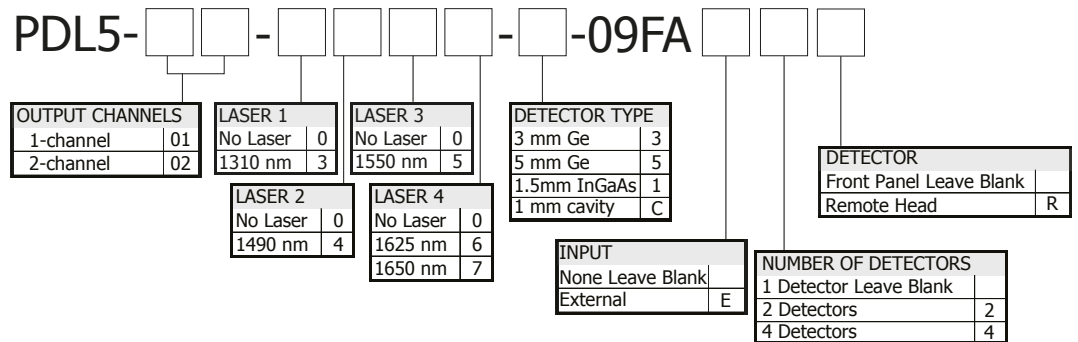 PDL5- - - -09FA
OUTPUT CHANNELS
1-channel 01
2-channel 02
LASER 1
No Laser 0
1310 nm 3
LASER 2
No Laser 0
1490 nm 4
LASER 3
No Laser 0
1550 nm 5
LASER 4
No Laser 0
1625 nm 6
1650 nm 7
DETECTOR TYPE
3 mm Ge 3
5 mm Ge 5
1.5mm InGaAs 1
1 mm cavity C
INPUT
None Leave Blank
External E
NUMBER OF DETECTORS
1 Detector Leave Blank
2 Detectors 2
4 Detectors 4
DETECTOR
Front Panel Leave Blank
Remote Head R